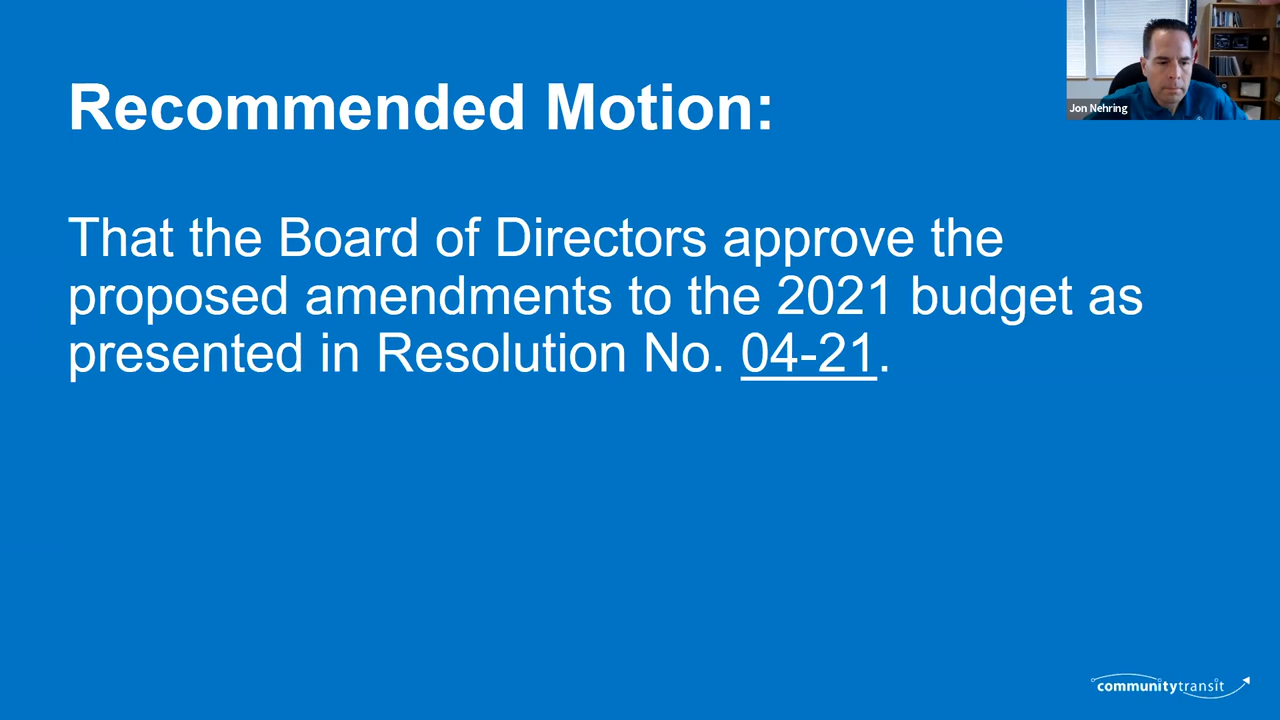 Recommended Motion:
That the Board of Directors approve the
proposed amendments to the 2021 budget as
presented in Resolution No. 04-21.
Jon Nehring
communitytransit